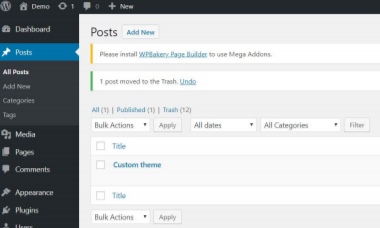 Demo 1 0 + New
Dashboard
Posts
All Posts
Add New
Categories
Tags
Media
Pages
Comments
Appearance
Plugins
Users
Posts Add New
Please install WPBakery Page Builder to use Mega Addons.
1 post moved to the Trash. Undo
All (1) | Published (1) | Trash (12)
Bulk Actions Apply All dates All Categories Filter
Title
Custom theme
Title
Bulk Actions Apply